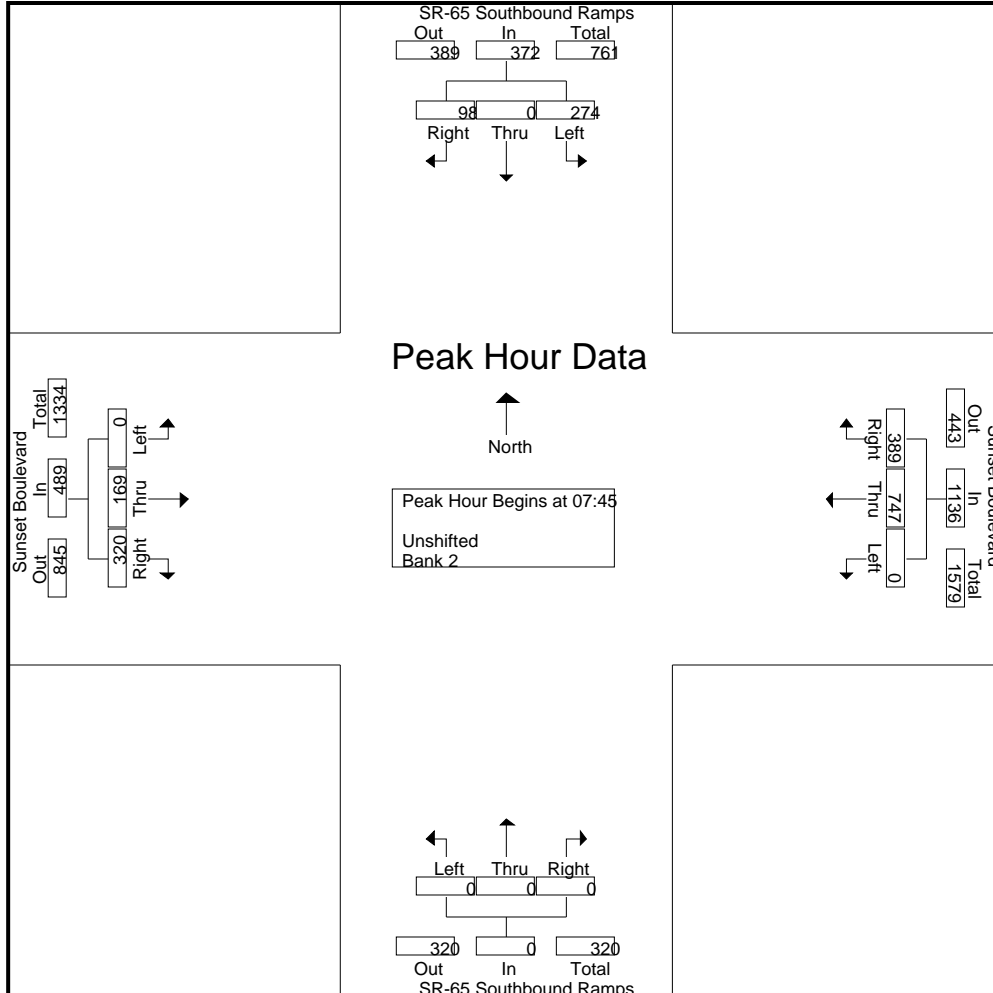 SR-65 Southbound Ramps
Out In Total
389 372 761
98 0 274
Right Thru Left
Peak Hour Data
North
Peak Hour Begins at 07:45
Unshifted
Bank 2
Sunset Boulevard
Out In Total
845 489 1334
320 169 0
Right Thru Left
Sunset Boulevard
Out In Total
443 1136 1579
389 747 0
Right Thru Left
Left Thru Right
0 0 0
320 0 320
Out In Total
SR-65 Southbound Ramps